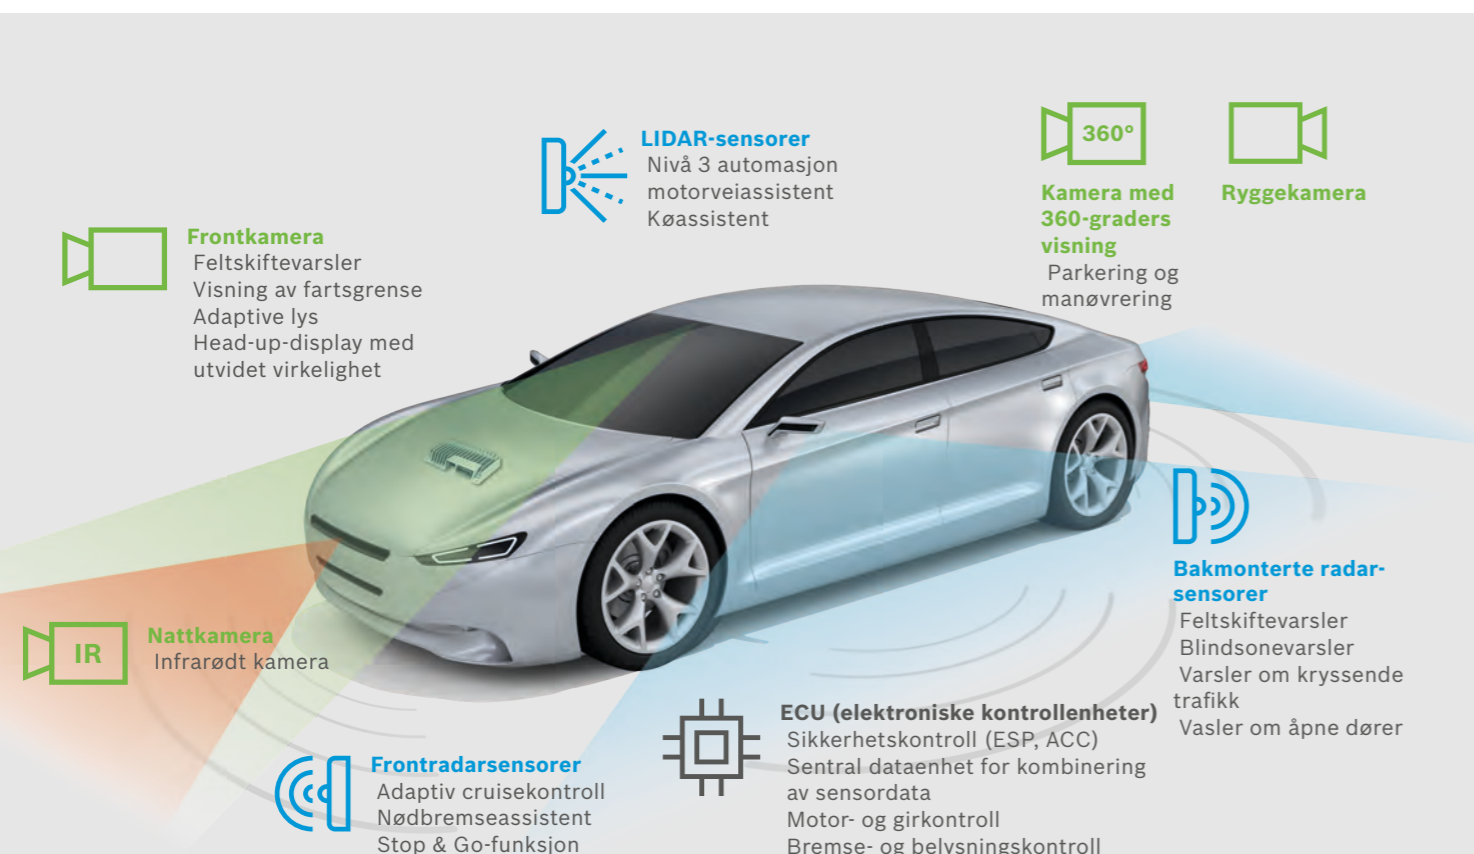 LIDAR-sensorer
Nivå 3 automasjon
motorveiassistent
Køassistent
360°
Kamera med
360-graders
visning
Parkering og
manøvrering
Ryggekamera
Frontkamera
Feltskiftevarsler
Visning av fartsgrense
Adaptive lys
Head-up-display med
utvidet virkelighet
IR
Nattkamera
Infrarødt kamera
Bakmonterte radar-
sensorer
Feltskiftevarsler
Blindsonevarsler
Varsler om kryssende
trafikk
Vasler om åpne dører
Frontradarsensorer
Adaptiv cruisekontroll
Nødbremseassistent
Stop & Go-funksjon
ECU (elektroniske kontrollenheter)
Sikkerhetskontroll (ESP, ACC)
Sentral dataenhet for kombinering
av sensordata
Motor- og girkontroll
Bremse- og belysningskontroll